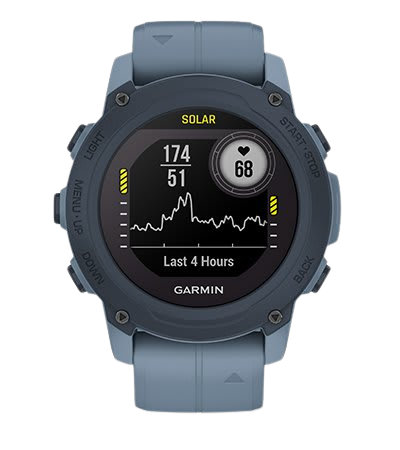 SOLAR
LIGHT
START·STOP
174
51
68
MENU·UP
DOWN
BACK
Last 4 Hours
GARMIN